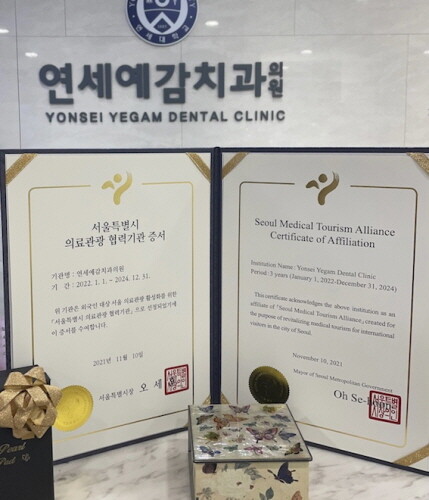 연세대학교
연세예감치과의원
YONSEI YEGAM DENTAL CLINIC
서울특별시
의료관광 협력기관 증서
기관명 : 연세예감치과의원
기 간 : 2022. 1. 1. ~ 2024. 12. 31.
위 기관은 외국인 대상 서울 의료관광 활성화를 위한
「서울특별시 의료관광 협력기관」으로 선정되었기에
이 증서를 수여합니다.
2021년 11월 10일
서울특별시장 오 세
Seoul Medical Tourism Alliance
Certificate of Affiliation
Institution Name : Yonsei Yegam Dental Clinic
Period: 3 years (January 1, 2022-December 31, 2024)
This certificate acknowledges the above institution as an
affiliate of "Seoul Medical Tourism Alliance, created for
the purpose of revitalizing medical tourism for international
visitors in the city of Seoul.
November 10, 2021
Mayor of Seoul Metropolitan Government
Oh Se-
Pearl